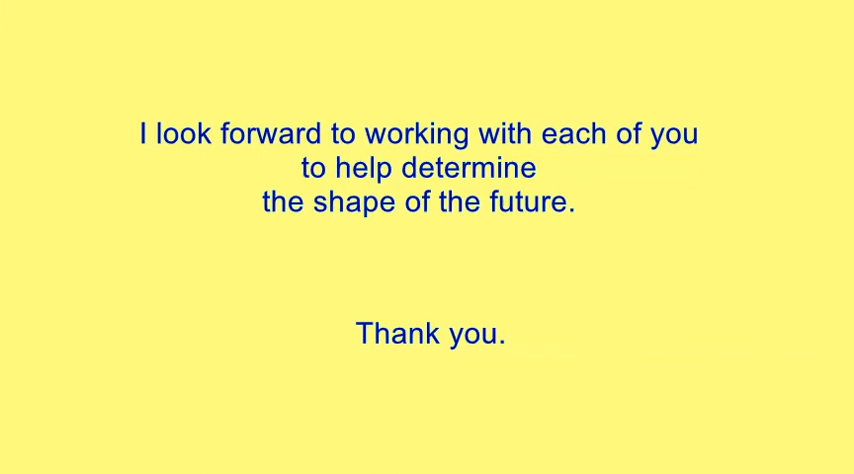 I look forward to working with each of you
to help determine
the shape of the future.
Thank you.